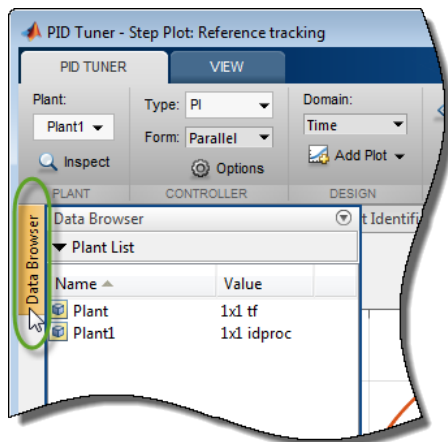 PID Tuner - Step Plot: Reference tracking
PID TUNER VIEW
Plant: Type: PI Domain:
Plant1 Form: Parallel Time
Inspect Options Add Plot
PLANT CONTROLLER DESIGN
Data Browser
Data Browser
Plant List
Name Value
Plant 1x1 tf
Plant1 1x1 idproc